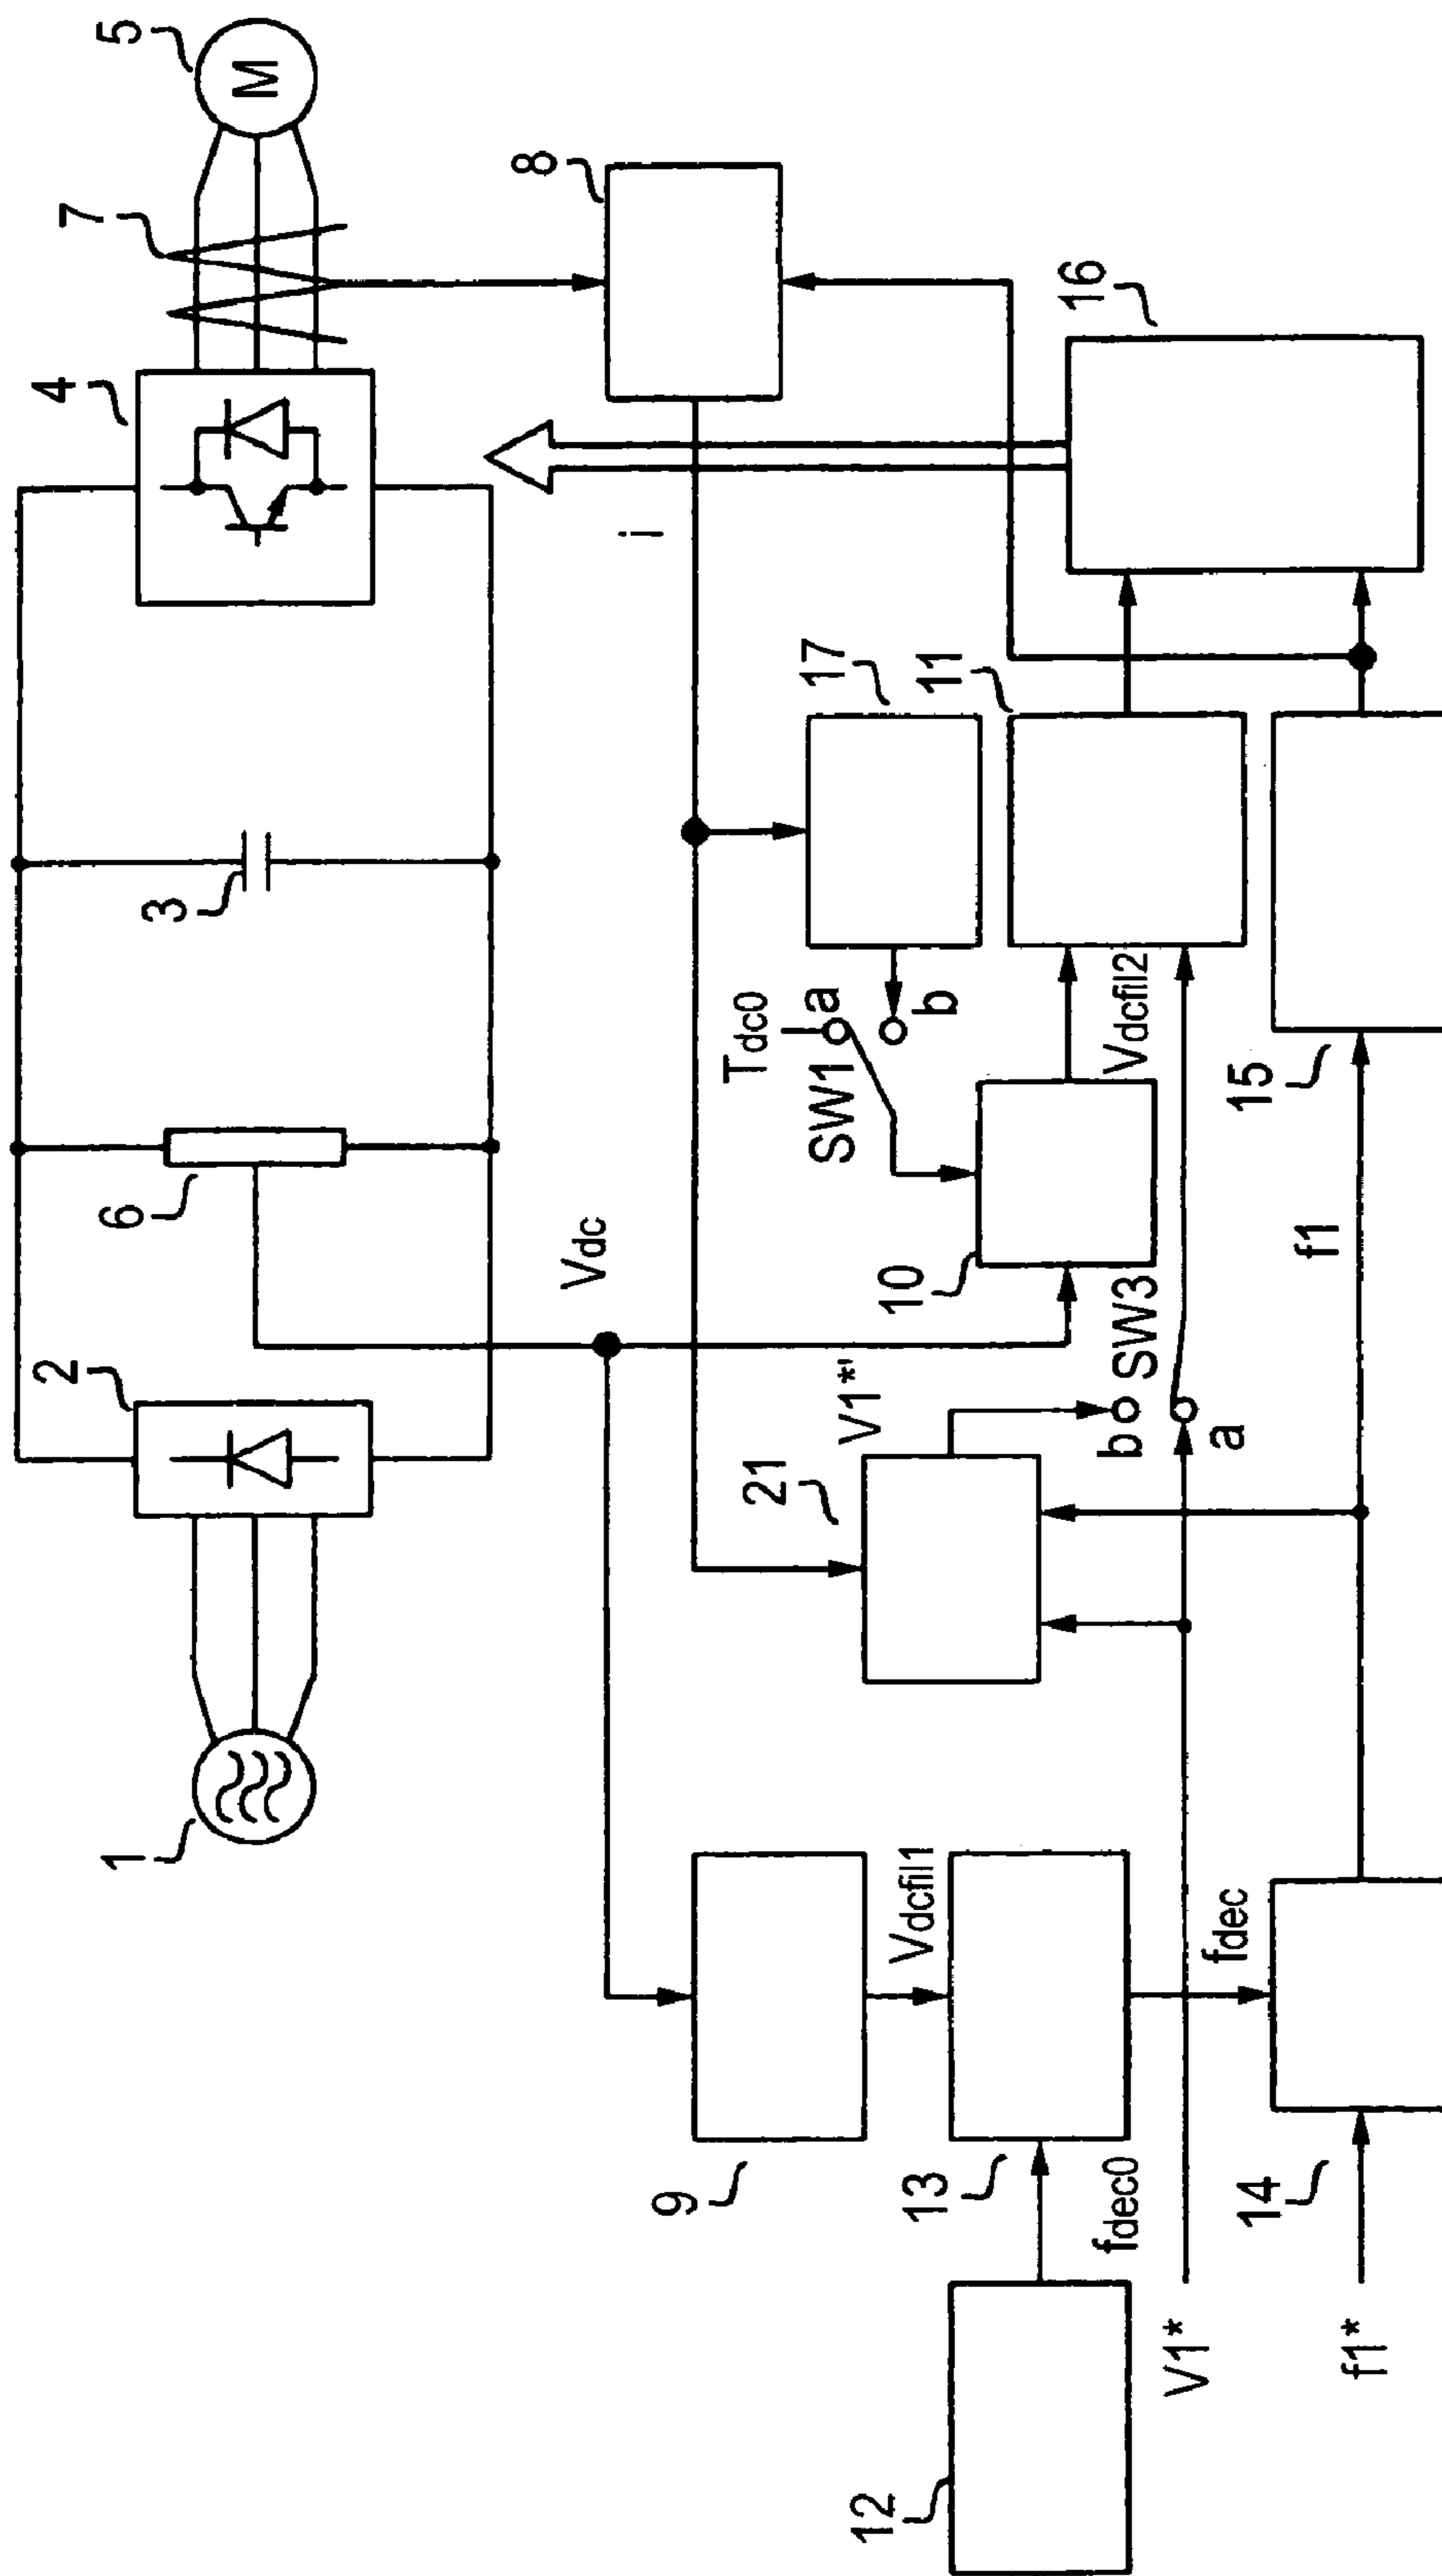 1
2
6
3
4
7
5
M
Vdc
i
8
9
Vdcfil1
21
V1*'
Tdc0
a
SW1
b
17
10
12
fdec0
13
b
SW3
a
Vdcfil2
11
16
V1*
fdec
f1*
14
f1
15